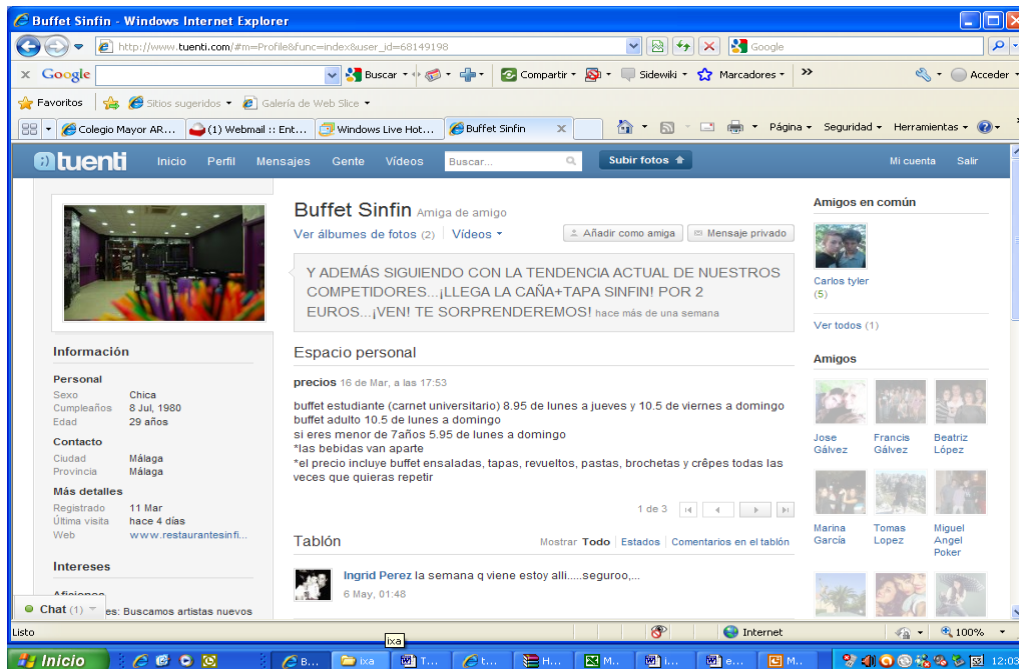 Buffet Sinfin - Windows Internet Explorer
http://www.tuenti.com/#m=Profile&func=index&user_id=68149198
Google
x Google
Buscar
Compartir
Sidewiki
Marcadores
»
Acceder
Favoritos
Sitios sugeridos
Galería de Web Slice
Colegio Mayor AR...
(1) Webmail :: Ent...
Windows Live Hot...
Buffet Sinfin x
Página
Seguridad
Herramientas
tuenti
Inicio Perfil Mensajes Gente Vídeos
Buscar...
Subir fotos
Mi cuenta Salir
Buffet Sinfin Amiga de amigo
Ver álbumes de fotos (2) Vídeos
Añadir como amiga
Mensaje privado
Y ADEMÁS SIGUIENDO CON LA TENDENCIA ACTUAL DE NUESTROS
COMPETIDORES...¡LLEGA LA CAÑA+TAPA SINFIN! POR 2
EUROS...¡VEN! TE SORPRENDEREMOS! hace más de una semana
Información
Personal
Sexo Chica
Cumpleaños 8 Jul, 1980
Edad 29 años
Contacto
Ciudad Málaga
Provincia Málaga
Más detalles
Registrado 11 Mar
Última visita hace 4 días
Web www.restaurantesinfi...
Intereses
Aficiones
es: Buscamos artistas nuevos
Chat (1)
Espacio personal
precios 16 de Mar, a las 17:53
buffet estudiante (carnet universitario) 8.95 de lunes a jueves y 10.5 de viernes a domingo
buffet adulto 10.5 de lunes a domingo
si eres menor de 7años 5.95 de lunes a domingo
*las bebidas van aparte
*el precio incluye buffet ensaladas, tapas, revueltos, pastas, brochetas y crêpes todas las
veces que quieras repetir
1 de 3
Tablón
Mostrar Todo Estados Comentarios en el tablón
Ingrid Perez la semana q viene estoy alli.....seguroo,...
6 May, 01:48
Amigos en común
Carlos tyler
(5)
Ver todos (1)
Amigos
Jose Gálvez
Francis Gálvez
Beatriz López
Marina García
Tomas Lopez
Miguel Angel Poker
Listo
ixa
Internet
100%
Inicio
B...
ixa
T...
t...
H...
M...
i...
e...
M...
12:03